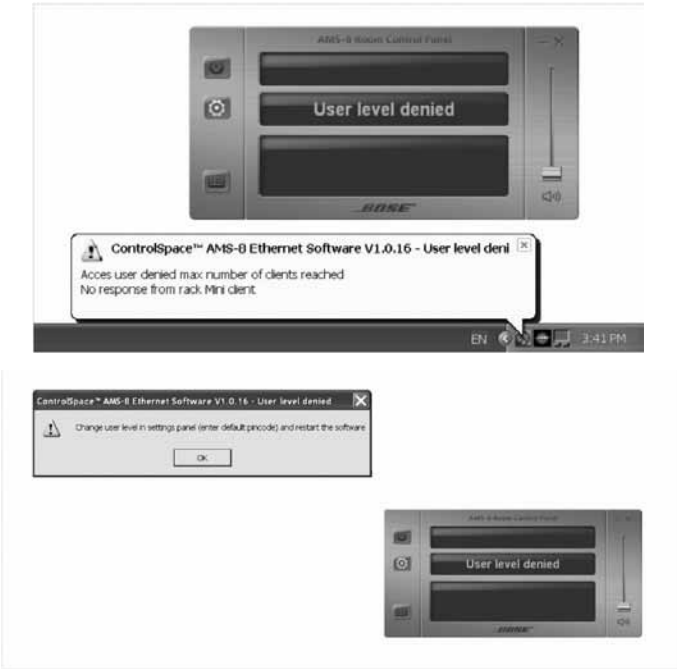 AMS-8 Room Control Panel
User level denied
BOSE
ControlSpace™ AMS-8 Ethernet Software V1.0.16 - User level deni
Acces user denied max number of clients reached
No response from rack Mini client
EN 3:41 PM
ControlSpace™ AMS-8 Ethernet Software V1.0.16 - User level denied
Change user level in settings panel (enter default pincode) and restart the software
OK
AMS-8 Room Control Panel
User level denied
BOSE